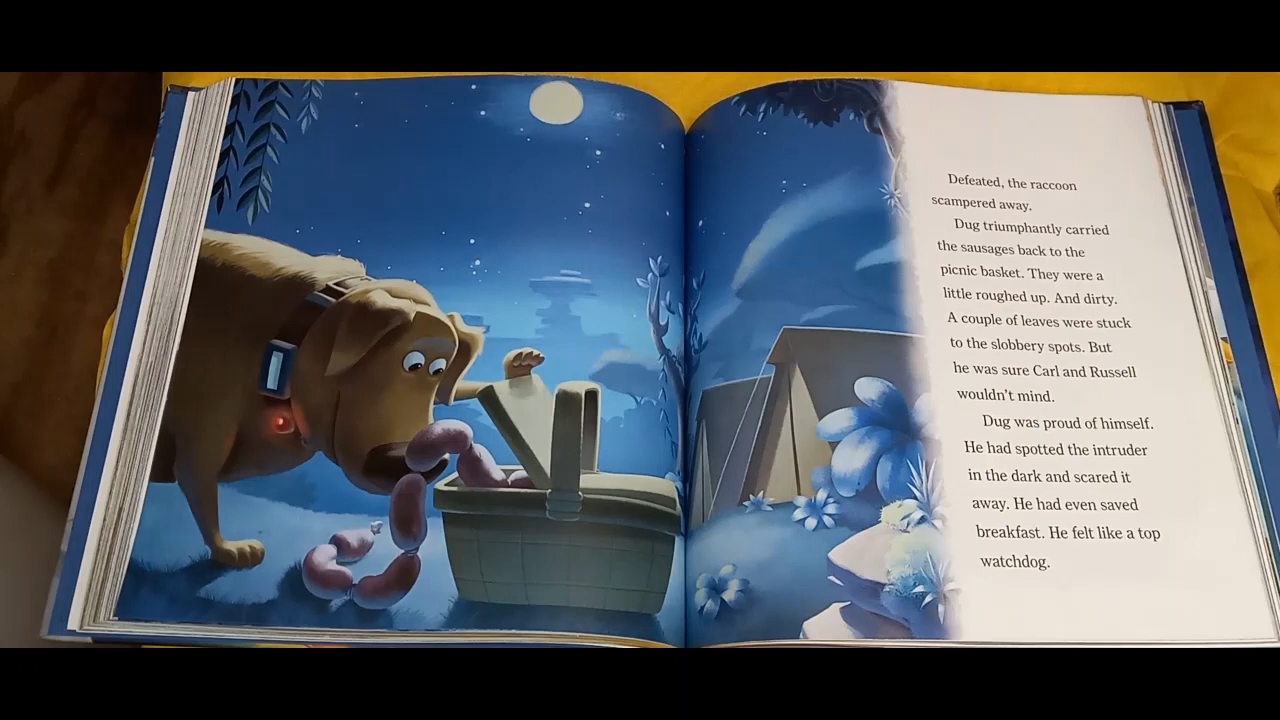 Defeated, the raccoon
scampered away.
Dug triumphantly carried
the sausages back to the
picnic basket. They were a
little roughed up. And dirty.
A couple of leaves were stuck
to the slobbery spots. But
he was sure Carl and Russell
wouldn't mind.
Dug was proud of himself.
He had spotted the intruder
in the dark and scared it
away. He had even saved
breakfast. He felt like a top
watchdog.